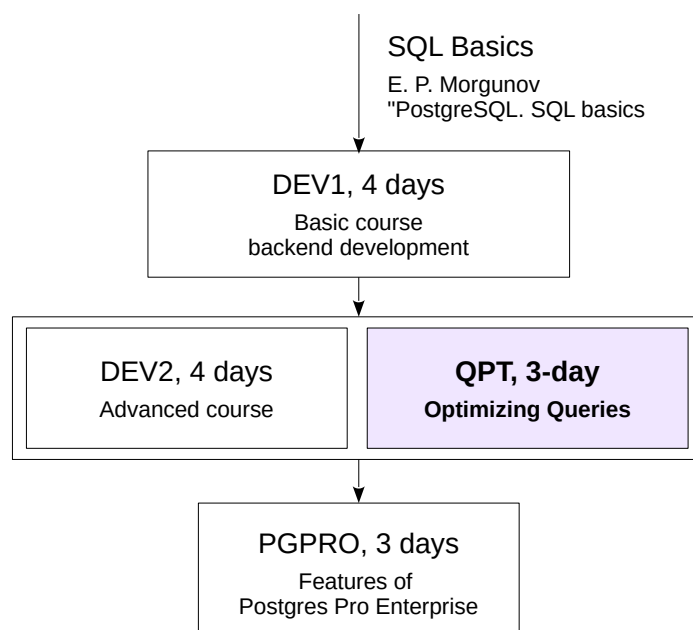 SQL Basics
E. P. Morgunov
"PostgreSQL. SQL basics
DEV1, 4 days
Basic course
backend development
DEV2, 4 days
Advanced course
QPT, 3-day
Optimizing Queries
PGPRO, 3 days
Features of
Postgres Pro Enterprise